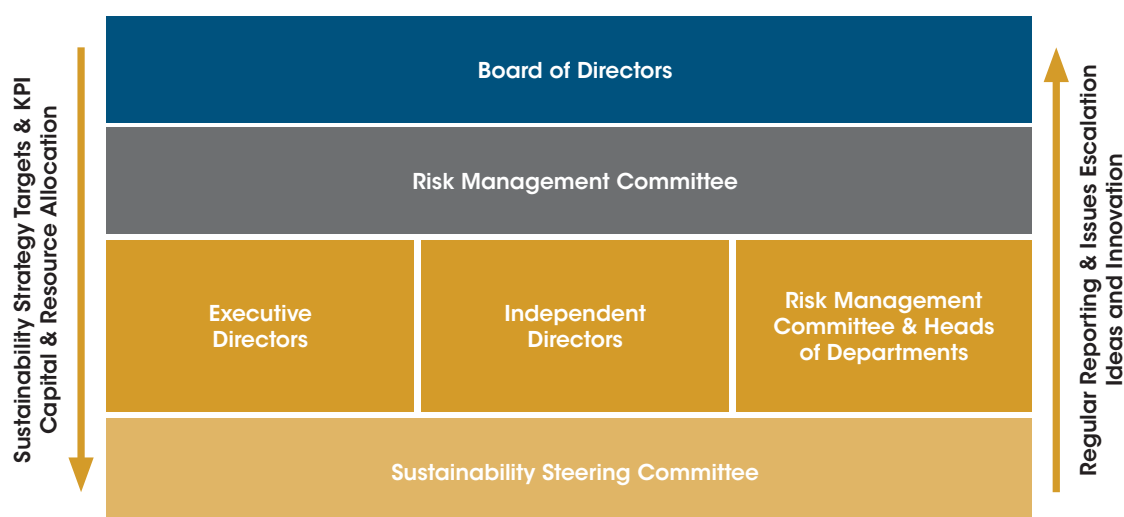 Sustainability Strategy Targets & KPI
Capital & Resource Allocation
Board of Directors
Risk Management Committee
Executive
Directors
Independent
Directors
Risk Management
Committee & Heads
of Departments
Sustainability Steering Committee
Regular Reporting & Issues Escalation
Ideas and Innovation